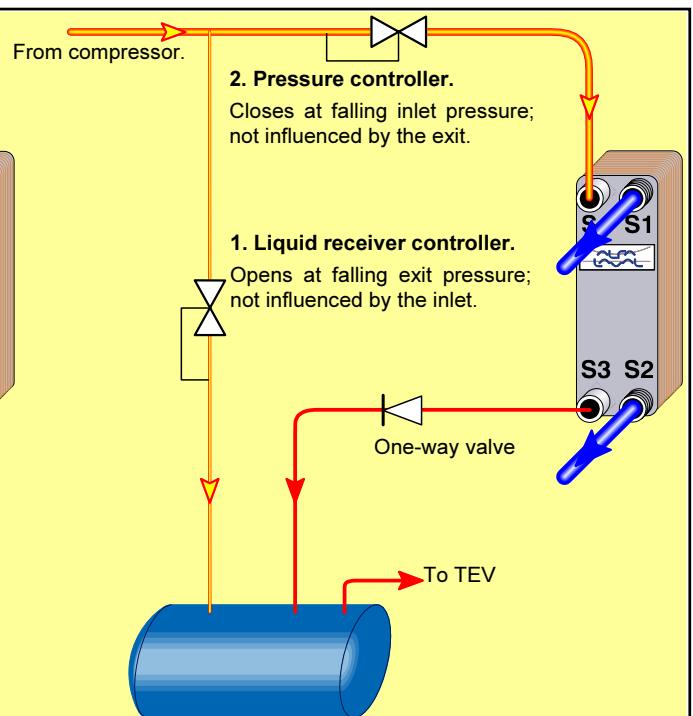 From compressor.
2. Pressure controller.
Closes at falling inlet pressure;
not influenced by the exit.
S1
1. Liquid receiver controller.
Opens at falling exit pressure;
not influenced by the inlet.
S3 S2
One-way valve
To TEV